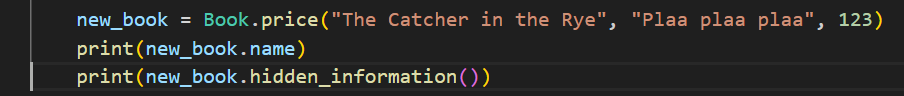 new_book = Book.price("The Catcher in the Rye", "Plaa plaa plaa", 123)
print(new_book.name)
print(new_book.hidden_information())